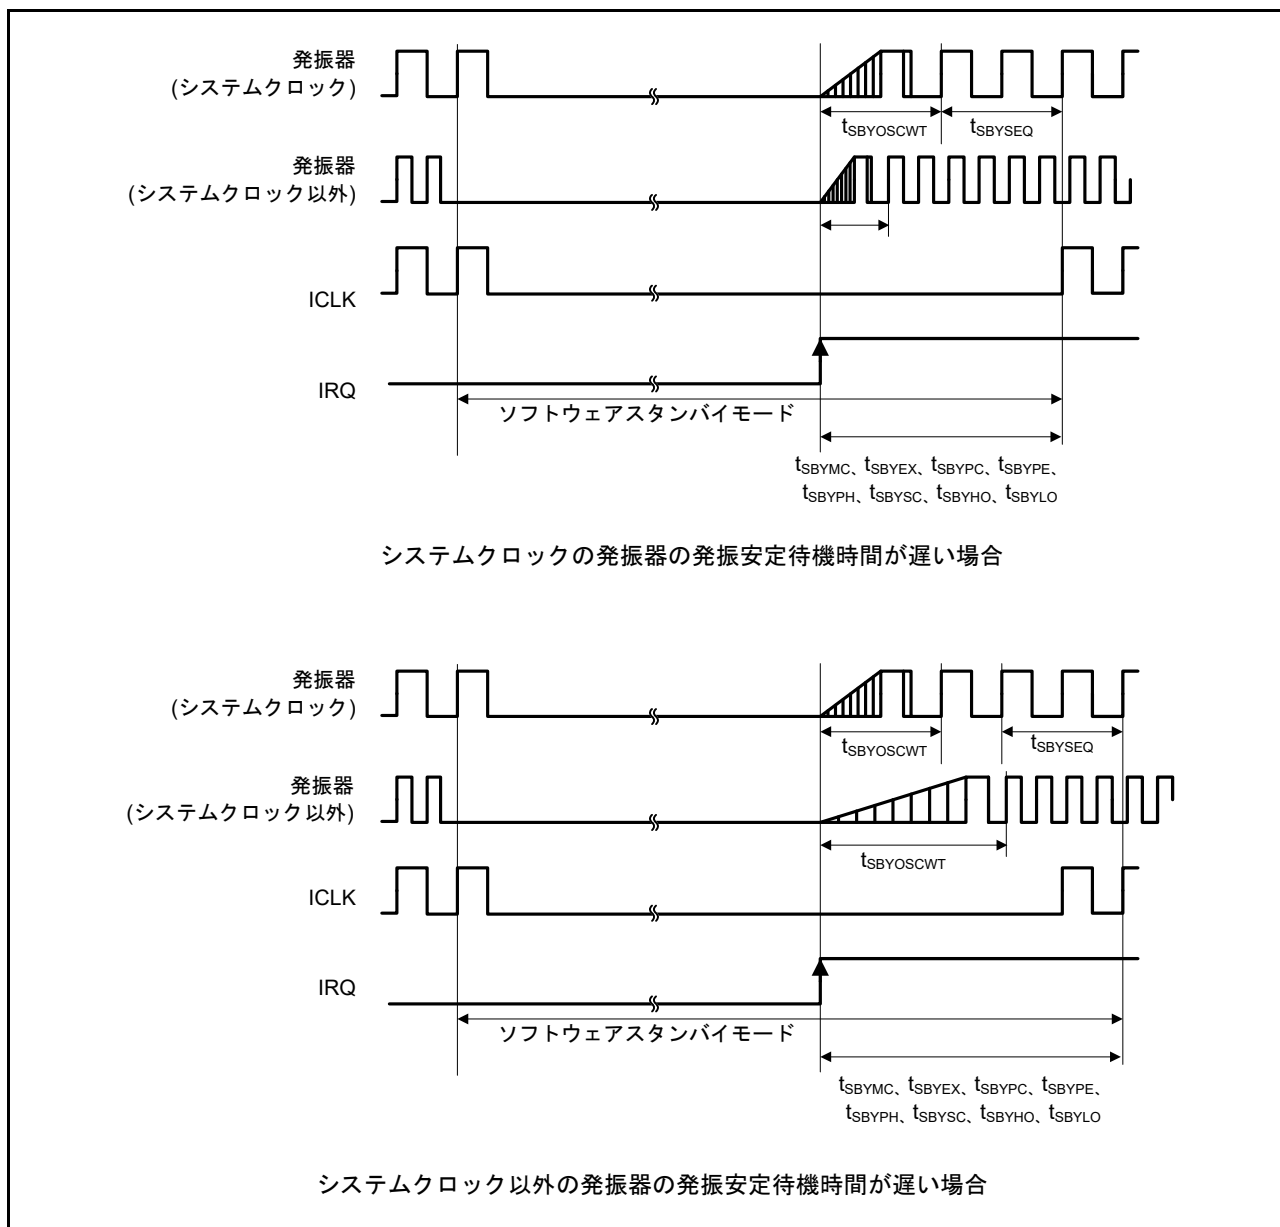 発振器
(システムクロック)
tSBYOSCWT
tSBYSEQ
発振器
(システムクロック以外)
ICLK
IRQ
ソフトウェアスタンバイモード
tSBYMC、tSBYEX、tSBYPC、tSBYPE、
tSBYPH、tSBYSC、tSBYHO、tSBYLO
システムクロックの発振器の発振安定待機時間が遅い場合
発振器
(システムクロック)
tSBYOSCWT
tSBYSEQ
発振器
(システムクロック以外)
tSBYOSCWT
ICLK
IRQ
ソフトウェアスタンバイモード
tSBYMC、tSBYEX、tSBYPC、tSBYPE、
tSBYPH、tSBYSC、tSBYHO、tSBYLO
システムクロック以外の発振器の発振安定待機時間が遅い場合